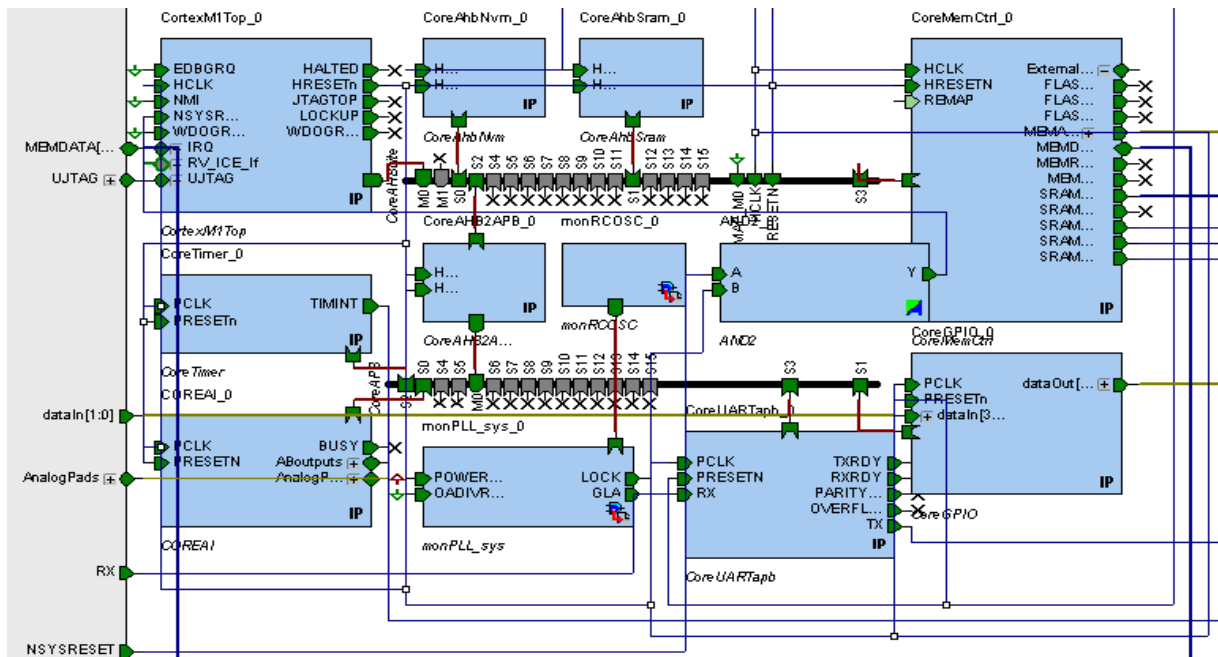 CortexM1Top_0
CoreAhbNvm_0
CoreAhbSram_0
CoreMemCtrl_0
EDBGRQ
HCLK
NMI
NSYSR...
WDOGR...
IRQ
RV_ICE_If
UJTAG
HALTED
HRESETn
JTAGTOP
LOCKUP
WDOGR...
IP
CortexM1Top
H...
H...
IP
CoreAhbNvm
H...
H...
IP
CoreAhbSram
HCLK
HRESETN
REMAP
External...
FLAS...
FLAS...
FLAS...
MEMA...
MEMD...
MEMR...
MEM...
SRAM...
SRAM...
SRAM...
SRAM...
SRAM...
IP
CoreMemCtrl
MEMDATA[...
UJTAG
CoreAHBLite
M0
M1
S0
S2
S4
S5
S6
S7
S8
S9
S10
S11
S1
S12
S13
S14
S15
HCLK
S3
CoreTimer_0
PCLK
PRESETn
TIMINT
IP
CoreTimer
CoreAHB2APB_0
H...
H...
IP
CoreAHB2A...
monRCOSC_0
monRCOSC
A
B
Y
AND2
CoreAPB
S2
S0
S4
S5
M0
S6
S7
S8
S9
S10
S11
S12
S13
S14
S15
S3
S1
COREAI_0
PCLK
PRESETN
BUSY
ABoutputs
AnalogP...
IP
COREAI
monPLL_sys_0
POWER...
OADIVR...
LOCK
GLA
monPLL_sys
CoreUARTapb_0
PCLK
PRESETN
RX
TXRDY
RXRDY
PARITY...
OVERFL...
TX
IP
CoreUARTapb
CoreGPIO_0
PCLK
PRESETn
dataIn[3...
dataOut[...
IP
CoreGPIO
dataIn[1:0]
AnalogPads
RX
NSYSRESET